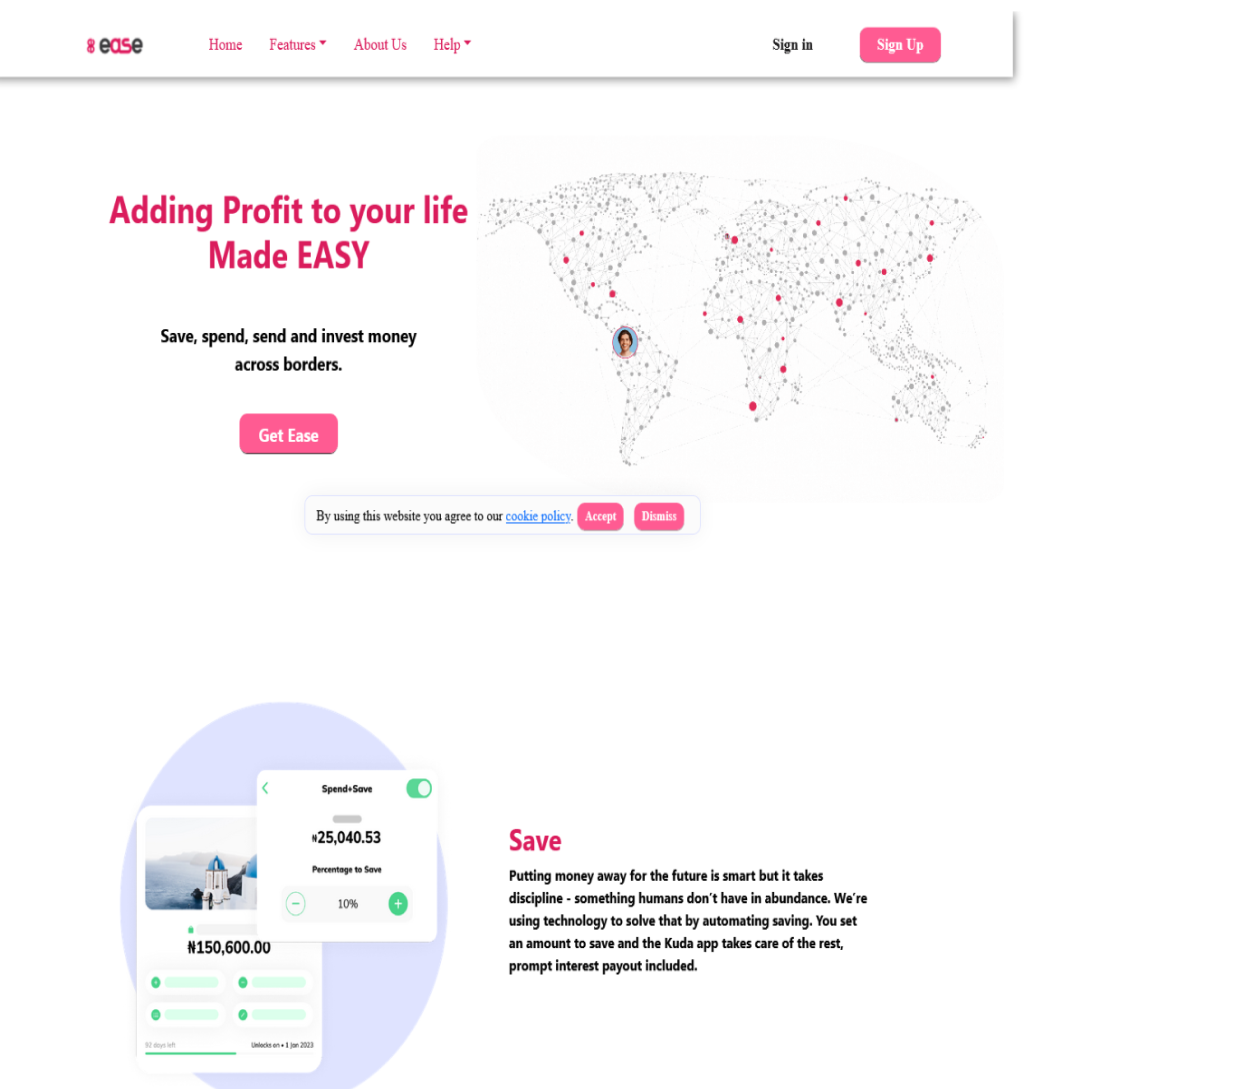 ease
Home Features About Us Help Sign in Sign Up
Adding Profit to your life
Made EASY
Save, spend, send and invest money
across borders.
Get Ease
By using this website you agree to our cookie policy. Accept Dismiss
Spend+Save
₦25,040.53
Percentage to Save
10%
₦150,600.00
92 days left Unlocks on • 1 Jan 2023
Save
Putting money away for the future is smart but it takes
discipline - something humans don't have in abundance. We're
using technology to solve that by automating saving. You set
an amount to save and the Kuda app takes care of the rest,
prompt interest payout included.